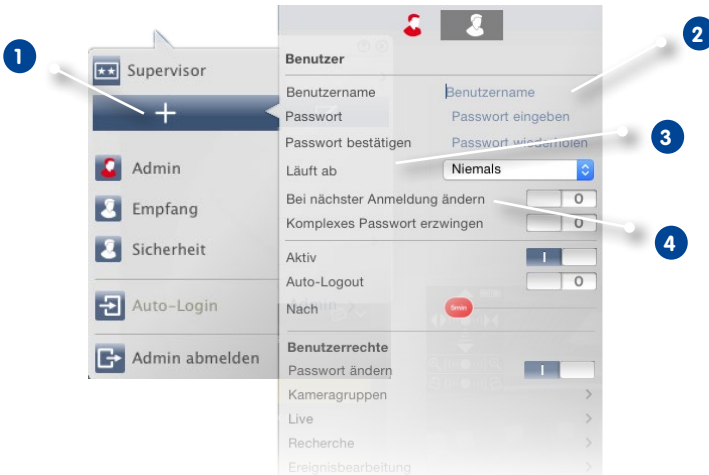 1
Supervisor
+
Admin
Empfang
Sicherheit
Auto-Login
Admin abmelden
Benutzer
Benutzername Benutzername
Passwort Passwort eingeben
Passwort bestätigen Passwort wiederholen
Läuft ab Niemals
Bei nächster Anmeldung ändern O
Komplexes Passwort erzwingen O
Aktiv I
Auto-Logout O
Nach 5min
Benutzerrechte
Passwort ändern I
Kameragruppen >
Live >
Recherche >
Ereignisbearbeitung >
2
3
4